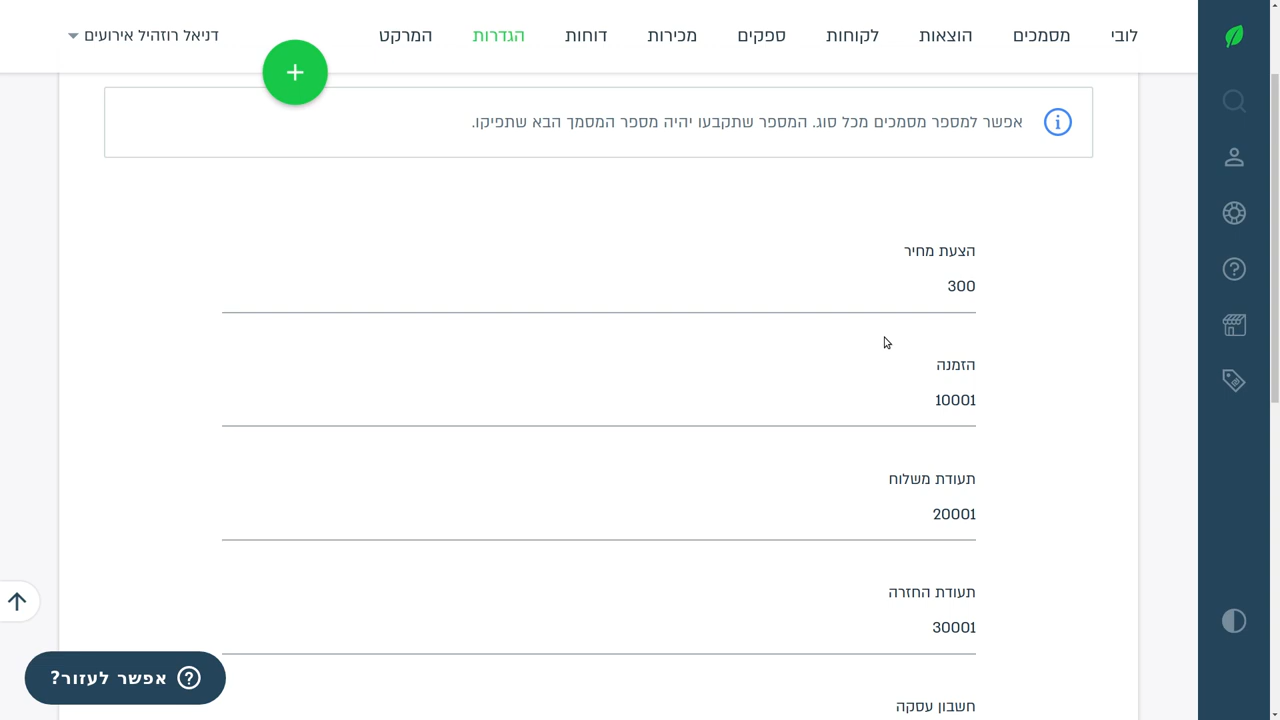 לובי
מסמכים
הוצאות
לקוחות
ספקים
מכירות
דוחות
הגדרות
המרקט
דניאל רוזהיל אירועים
אפשר למספר מסמכים מכל סוג. המספר שתקבעו יהיה מספר המסמך הבא שתפיקו.
הצעת מחיר
300
הזמנה
10001
תעודת משלוח
20001
תעודת החזרה
30001
חשבון עסקה
אפשר לעזור?